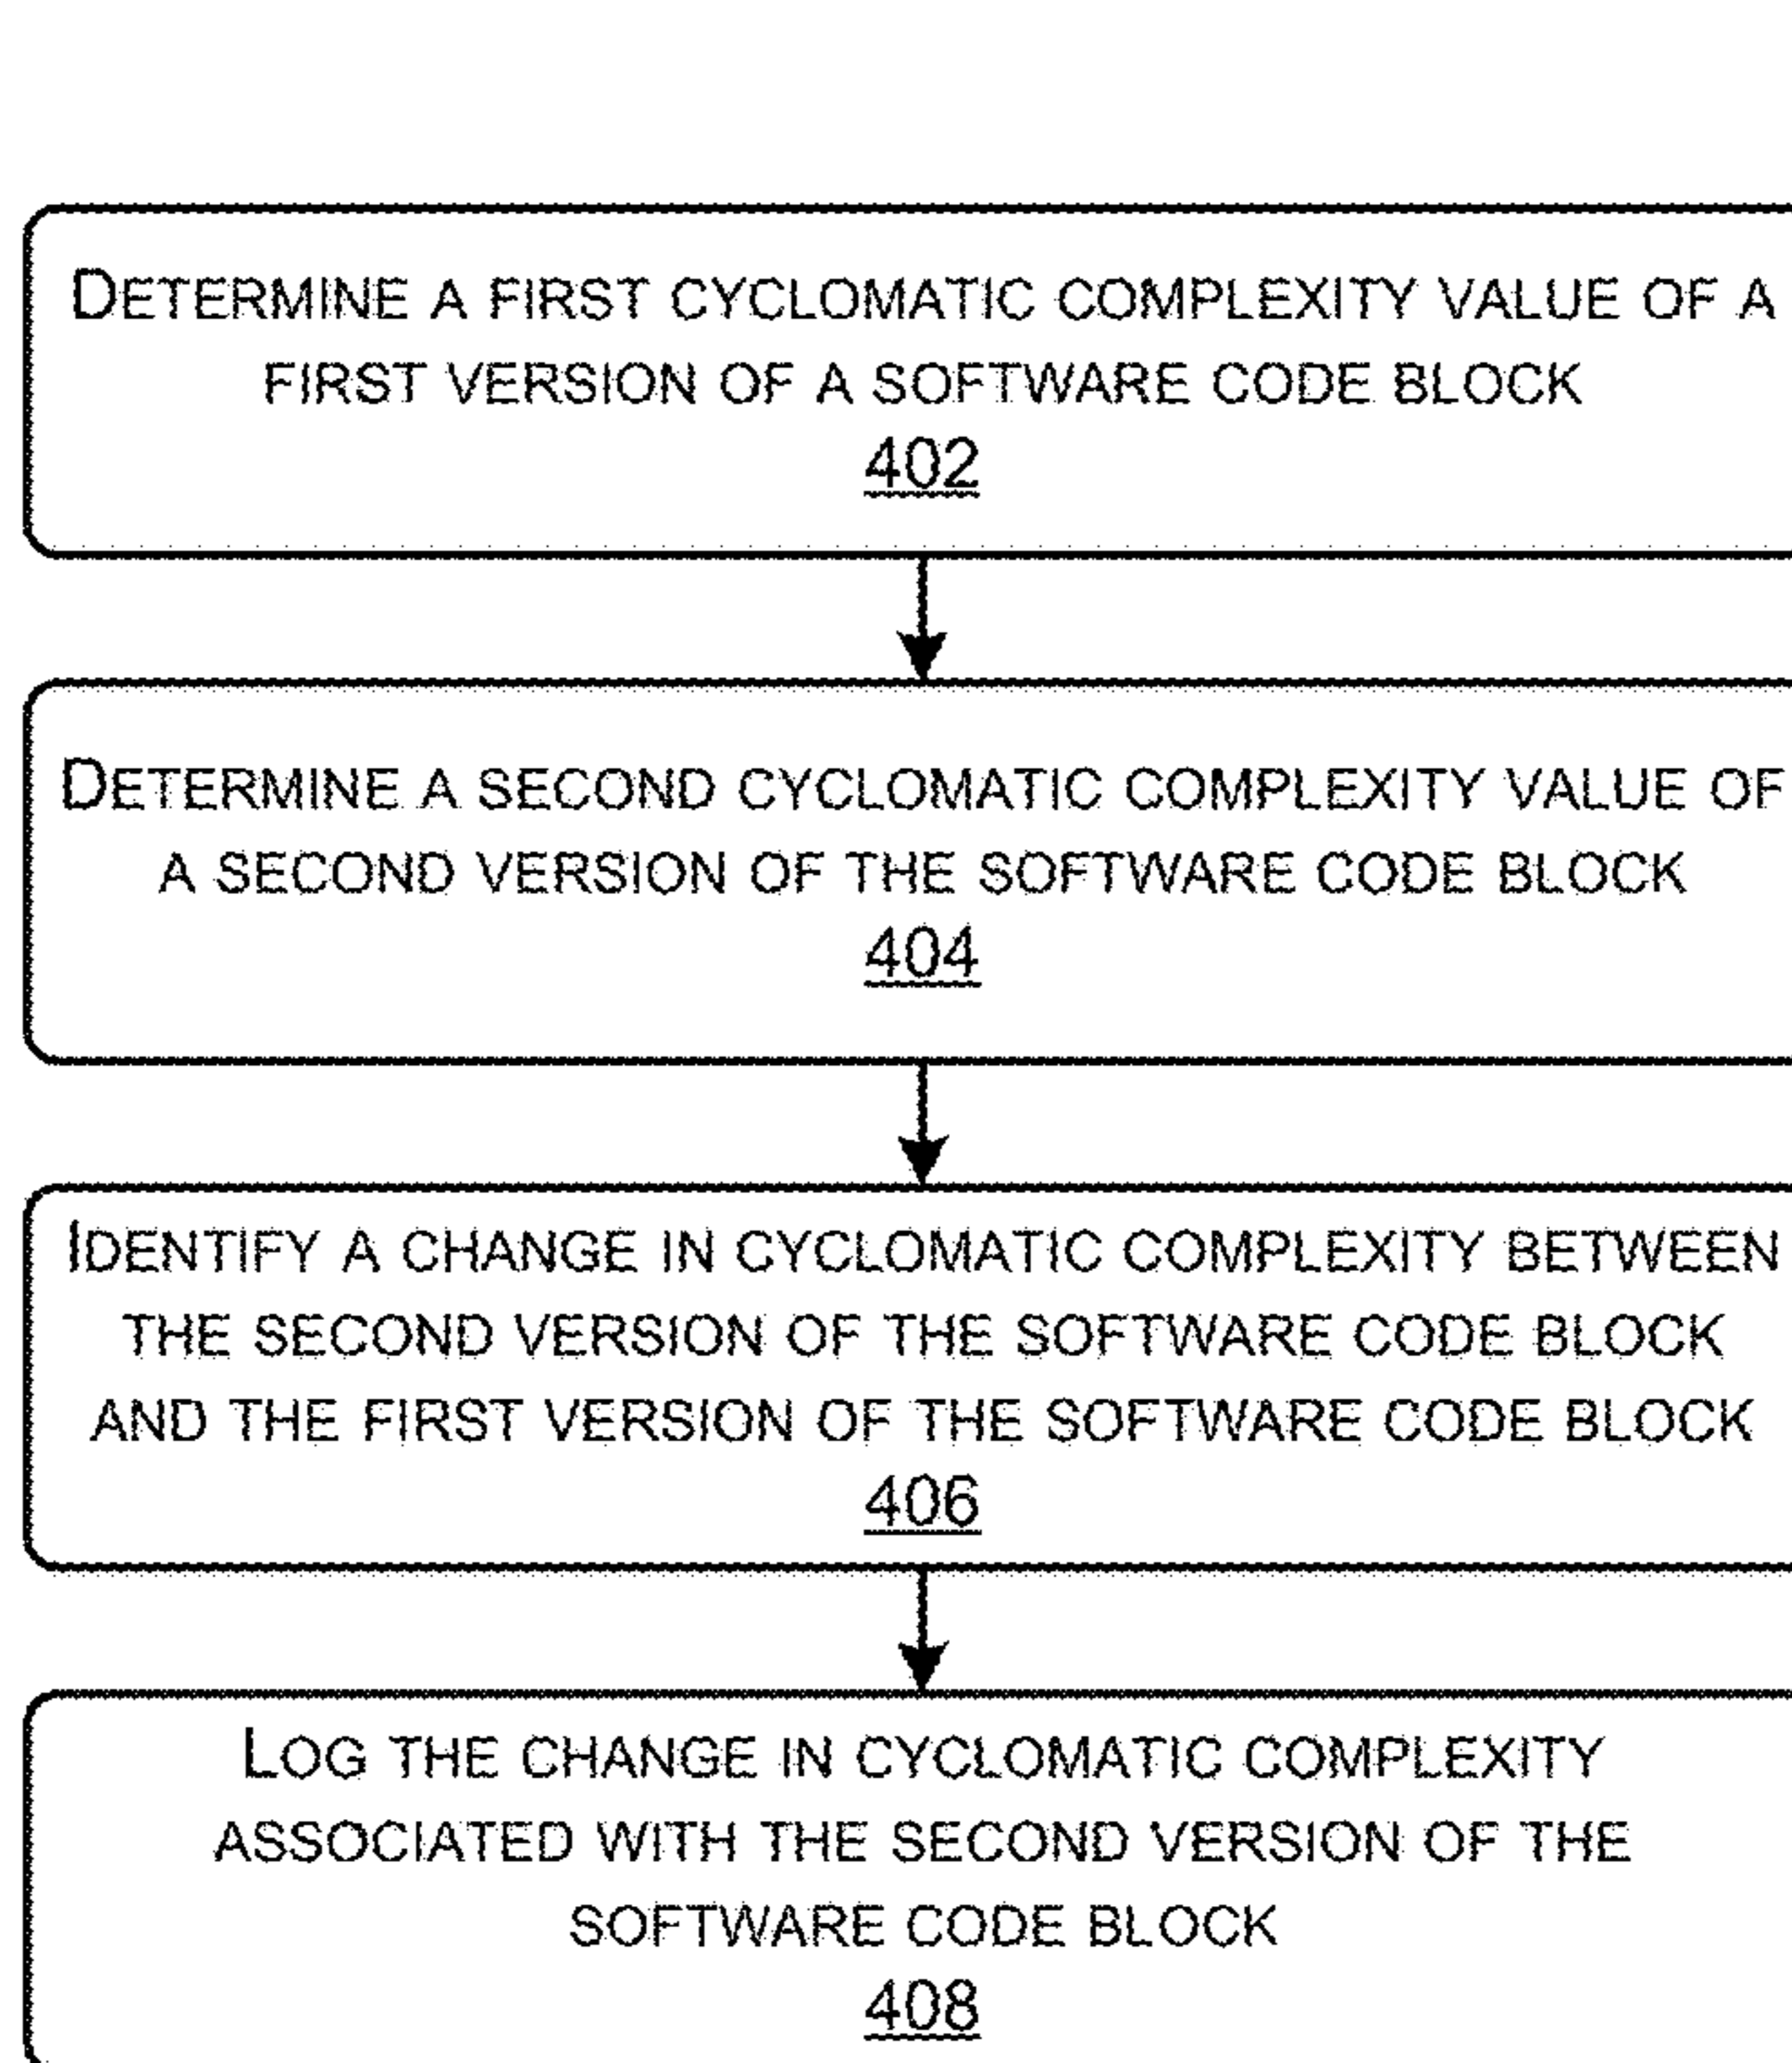 DETERMINE A FIRST CYCLOMATIC COMPLEXITY VALUE OF A
FIRST VERSION OF A SOFTWARE CODE BLOCK
402
DETERMINE A SECOND CYCLOMATIC COMPLEXITY VALUE OF
A SECOND VERSION OF THE SOFTWARE CODE BLOCK
404
IDENTIFY A CHANGE IN CYCLOMATIC COMPLEXITY BETWEEN
THE SECOND VERSION OF THE SOFTWARE CODE BLOCK
AND THE FIRST VERSION OF THE SOFTWARE CODE BLOCK
406
LOG THE CHANGE IN CYCLOMATIC COMPLEXITY
ASSOCIATED WITH THE SECOND VERSION OF THE
SOFTWARE CODE BLOCK
408